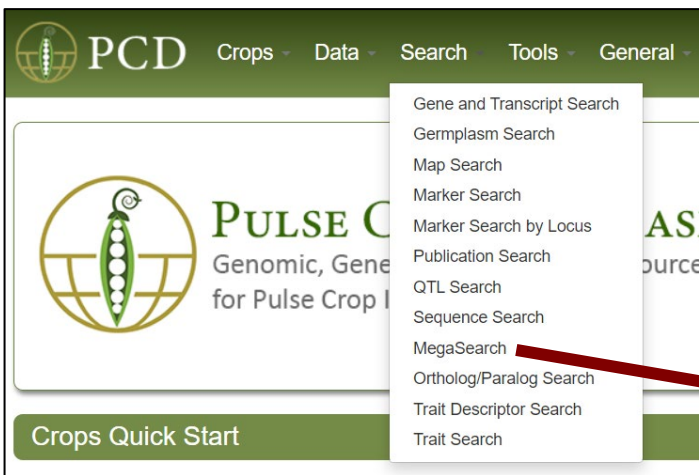 PCD Crops Data Search Tools General
Gene and Transcript Search
Germplasm Search
Map Search
Marker Search
Marker Search by Locus
Publication Search
QTL Search
Sequence Search
MegaSearch
Ortholog/Paralog Search
Trait Descriptor Search
Trait Search
PULSE C
Genomic, Gene
for Pulse Crop I
Crops Quick Start